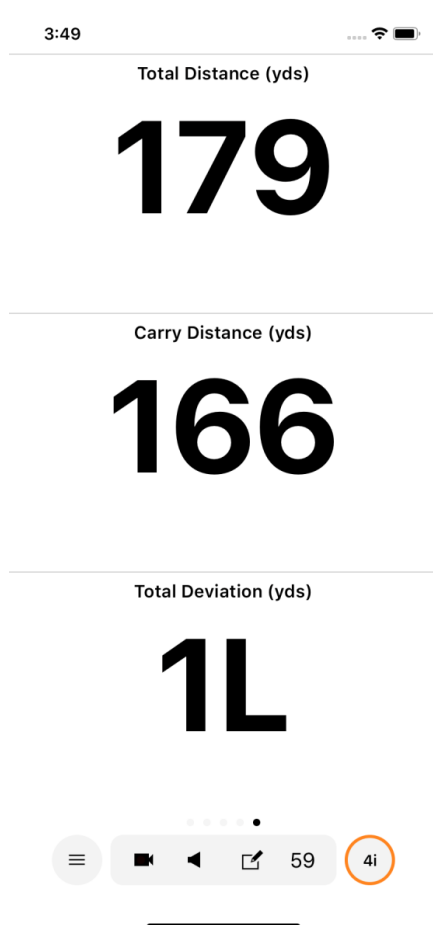 3:49
Total Distance (yds)
179
Carry Distance (yds)
166
Total Deviation (yds)
1L
59
4i